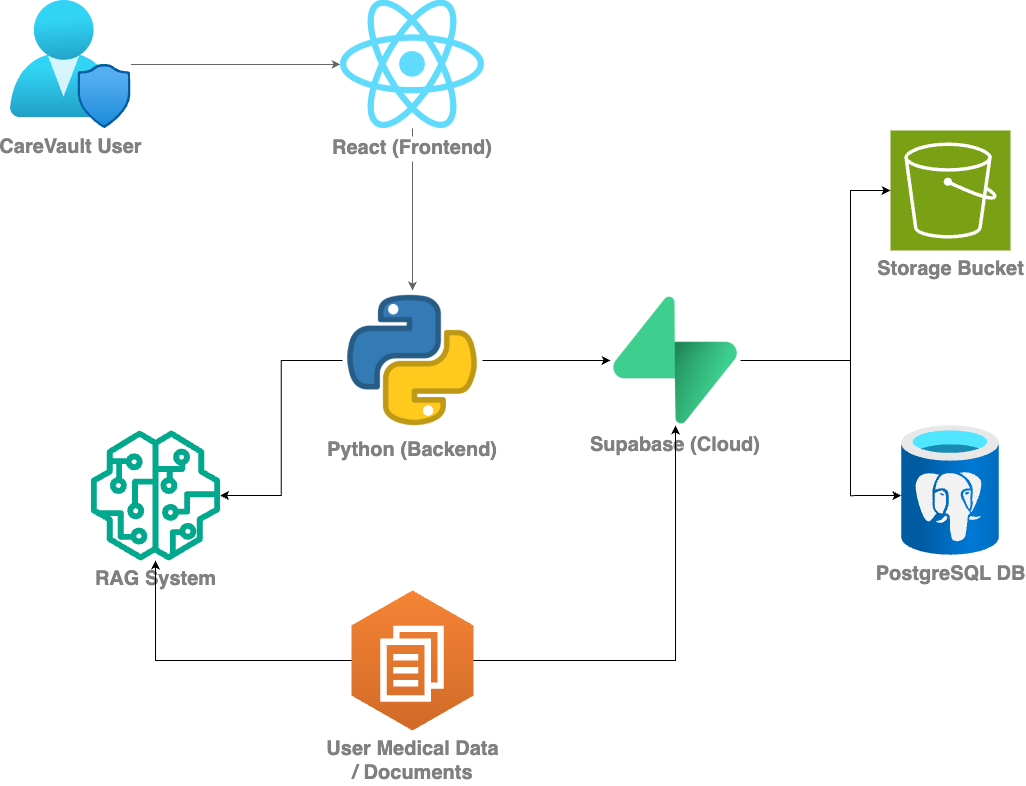 CareVault User
React (Frontend)
Storage Bucket
Python (Backend)
Supabase (Cloud)
RAG System
PostgreSQL DB
User Medical Data
/ Documents